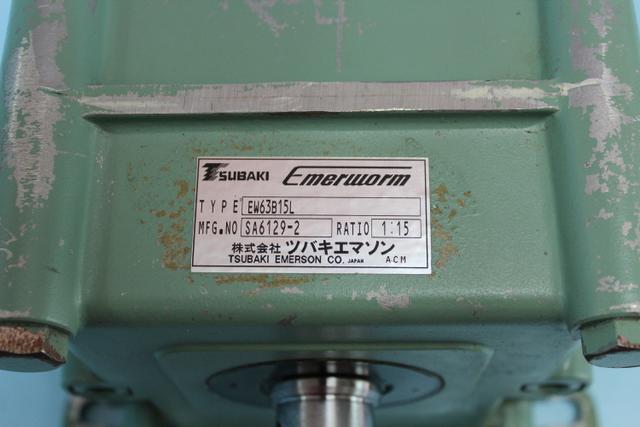 TSUBAKI Emerworm
TYPE EW63B15L
MFG.NO SA6129-2 RATIO 1:15
株式会社 ツバキエマソン
TSUBAKI EMERSON CO. JAPAN ACM